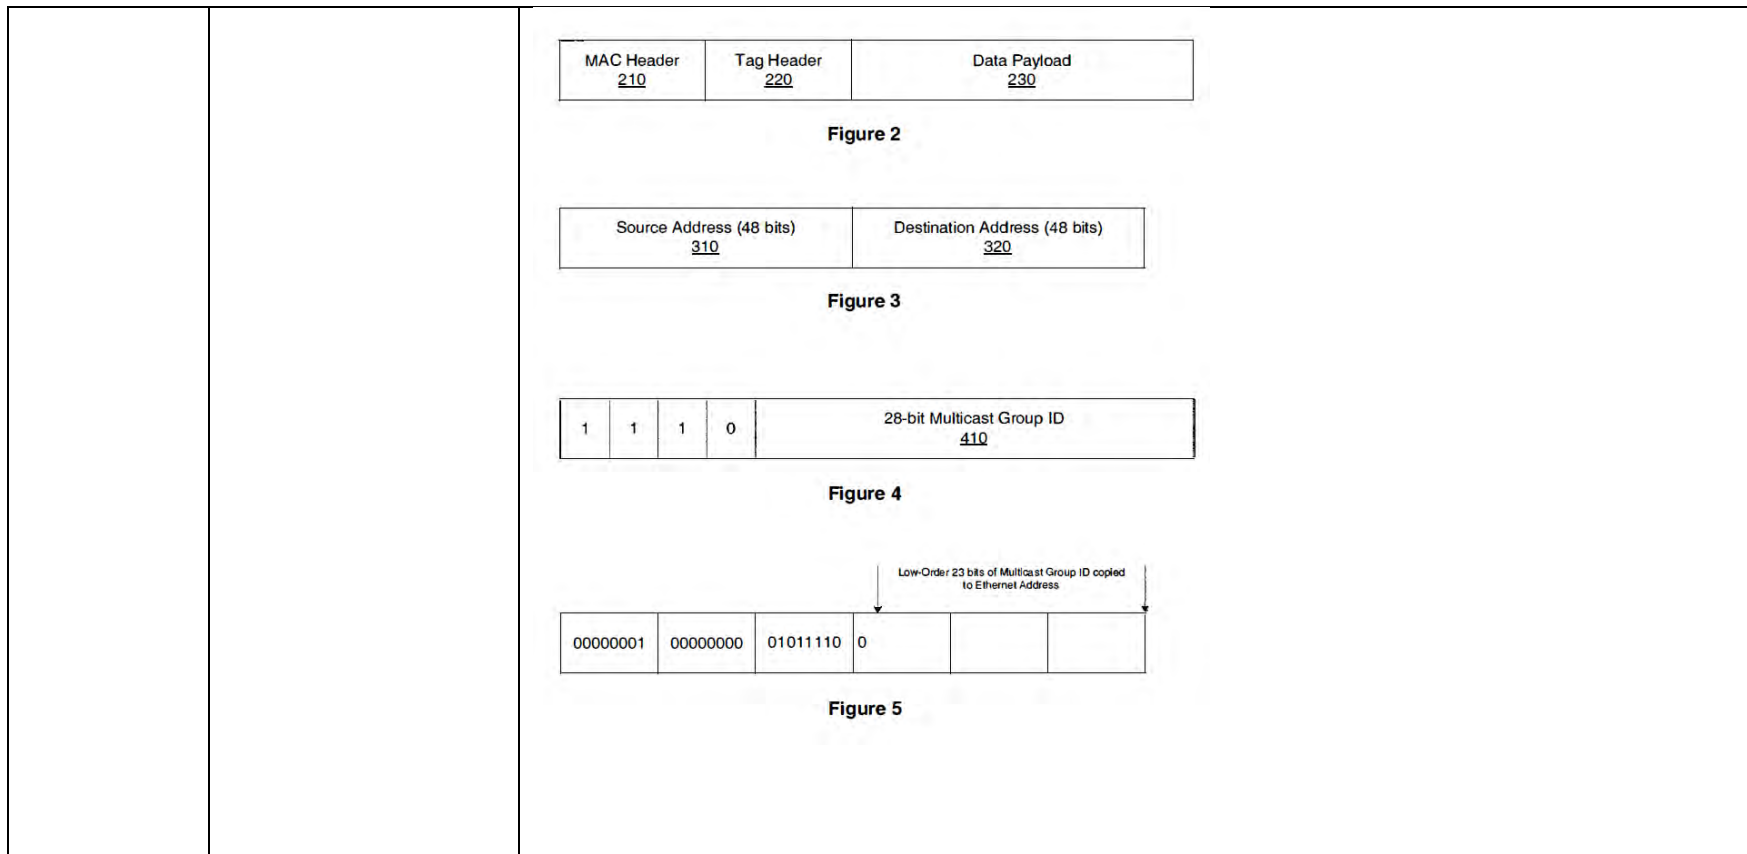 MAC Header
210
Tag Header
220
Data Payload
230
Figure 2
Source Address (48 bits)
310
Destination Address (48 bits)
320
Figure 3
1 1 1 0
28-bit Multicast Group ID
410
Figure 4
Low-Order 23 bits of Multicast Group ID copied
to Ethernet Address
00000001 00000000 01011110 0
Figure 5